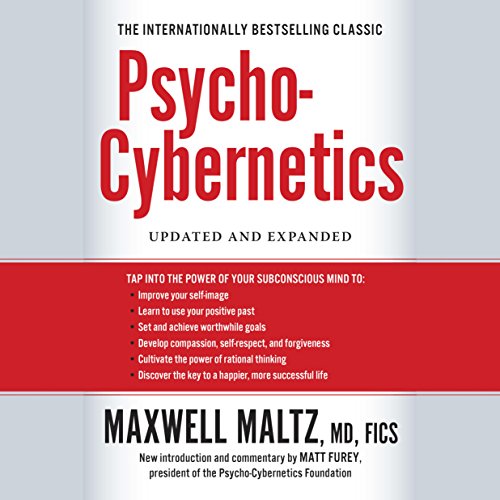 THE INTERNATIONALLY BESTSELLING CLASSIC
Psycho-
Cybernetics
UPDATED AND EXPANDED
TAP INTO THE POWER OF YOUR SUBCONSCIOUS MIND TO:
• Improve your self-image
• Learn to use your positive past
• Set and achieve worthwhile goals
• Develop compassion, self-respect, and forgiveness
• Cultivate the power of rational thinking
• Discover the key to a happier, more successful life
MAXWELL MALTZ, MD, FICS
New introduction and commentary by MATT FUREY,
president of the Psycho-Cybernetics Foundation